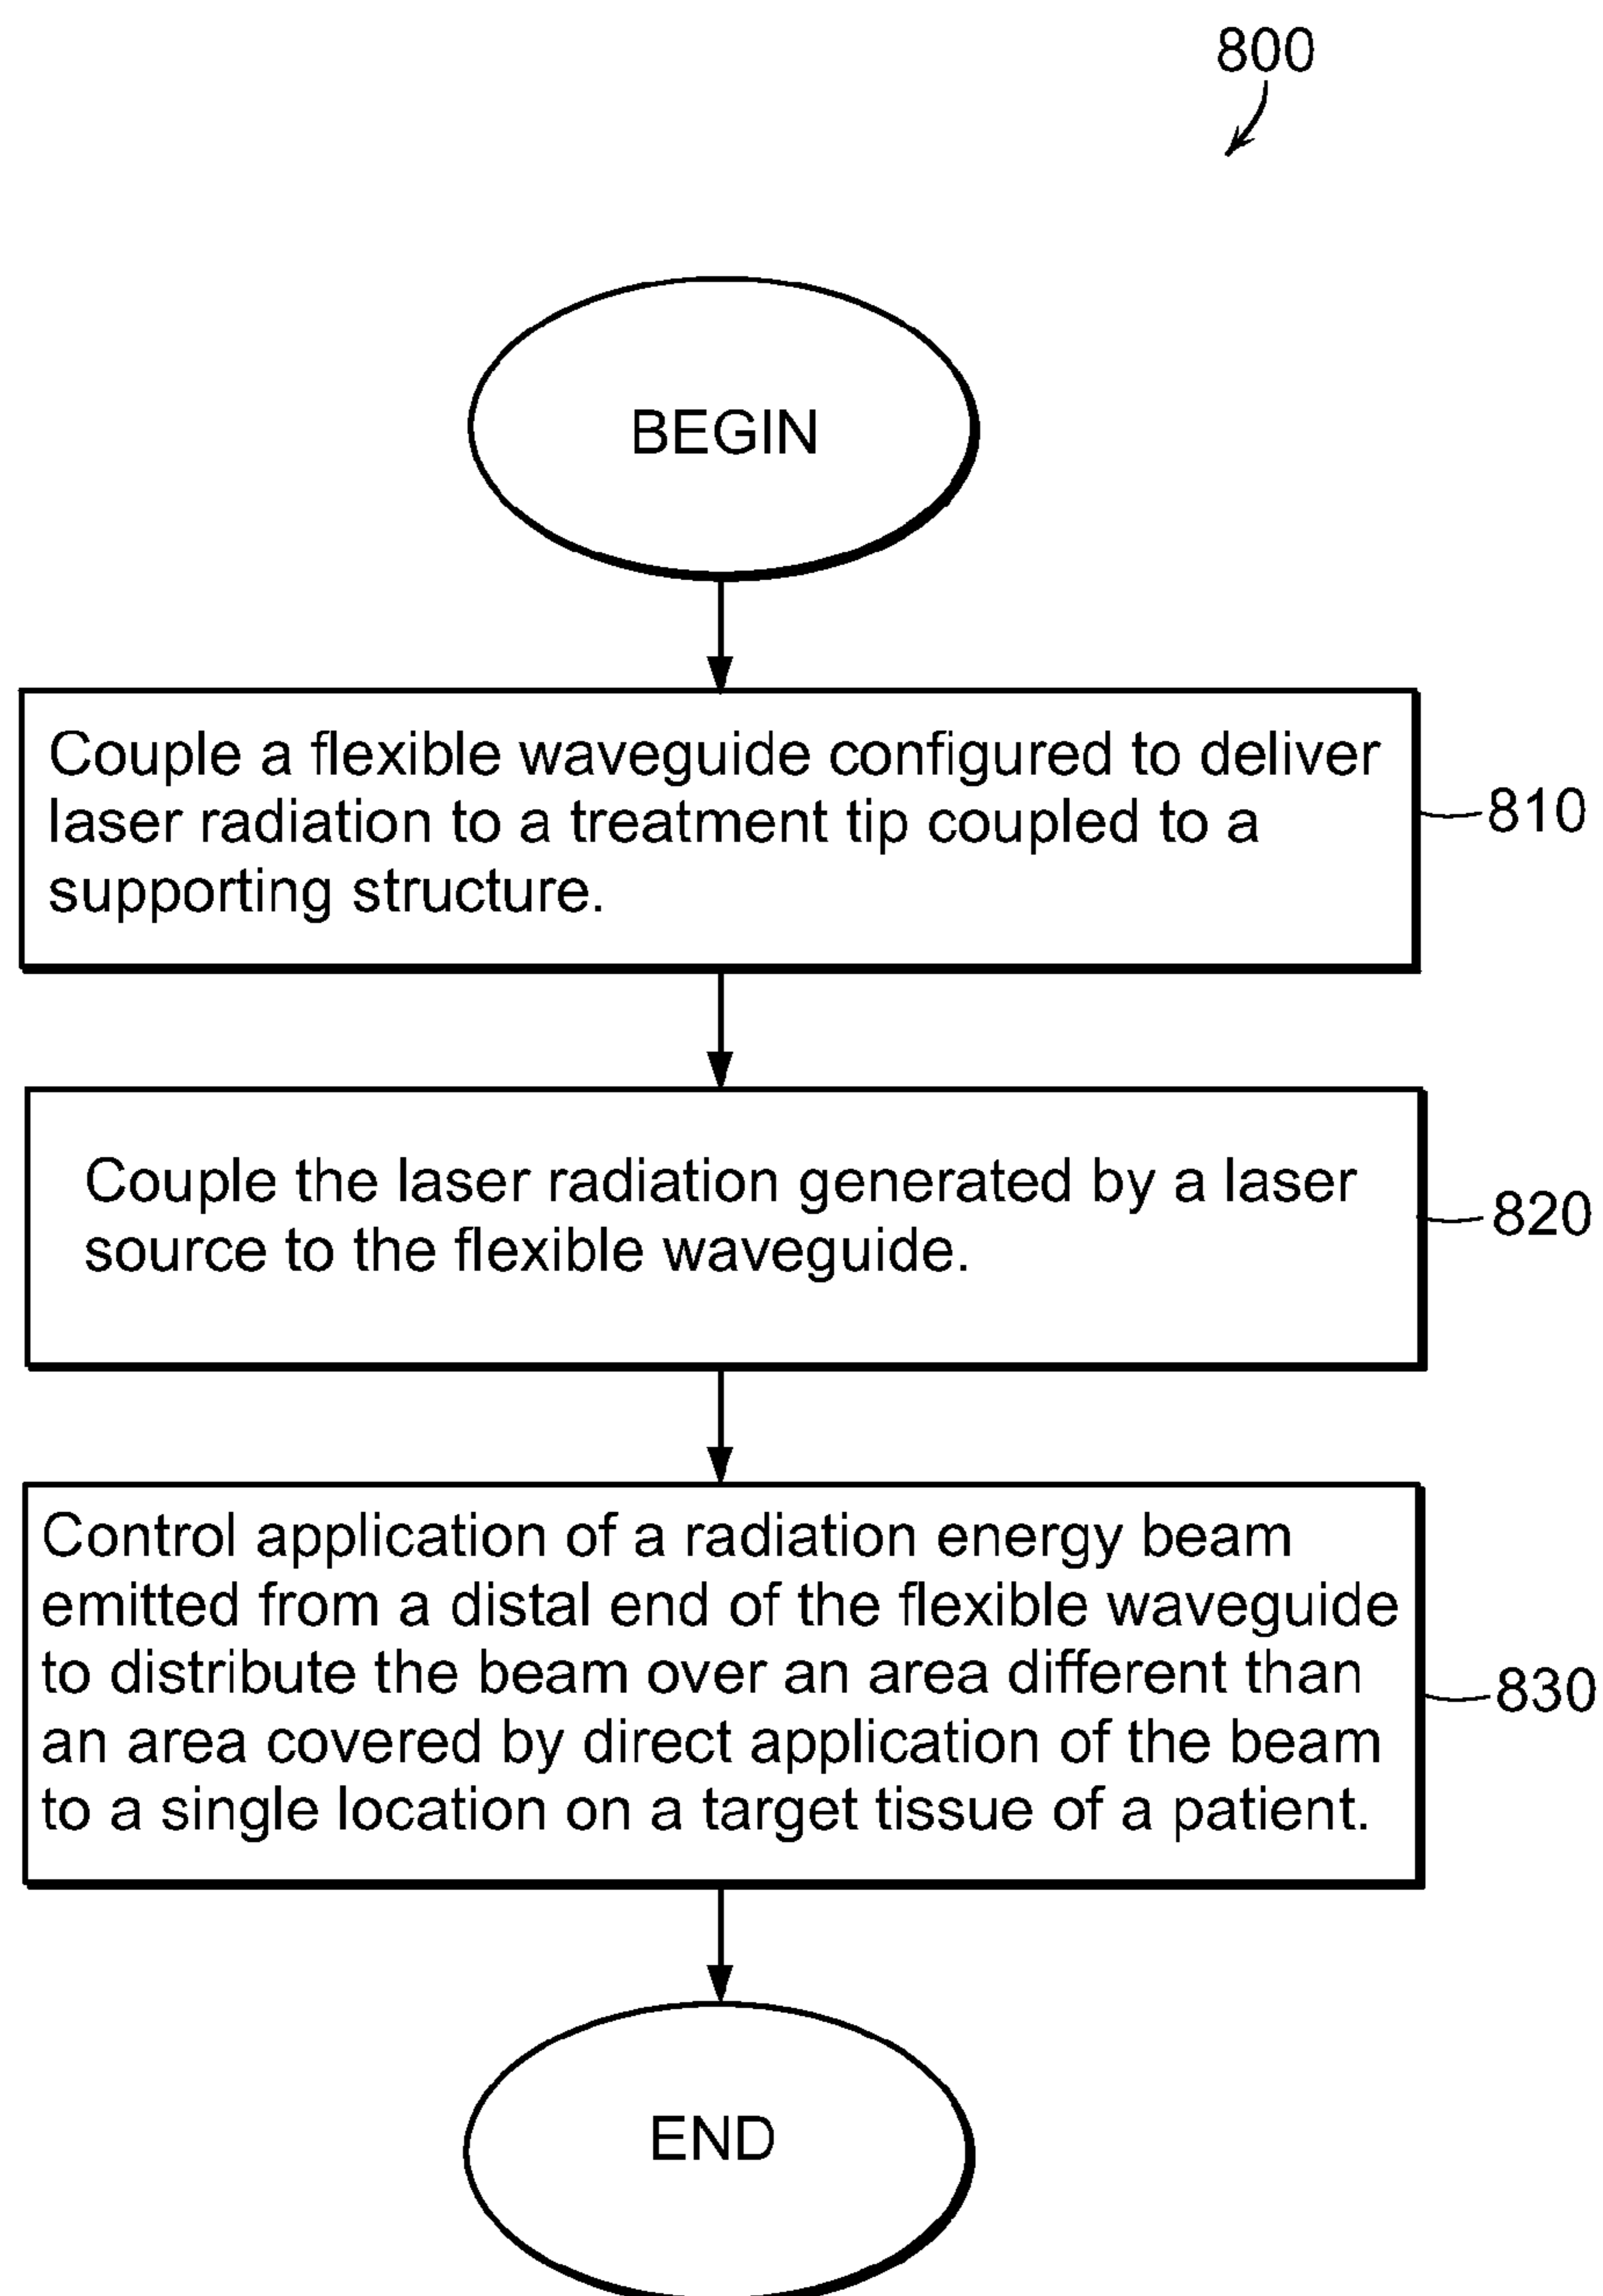 800
BEGIN
Couple a flexible waveguide configured to deliver
laser radiation to a treatment tip coupled to a
supporting structure.
810
Couple the laser radiation generated by a laser
source to the flexible waveguide.
820
Control application of a radiation energy beam
emitted from a distal end of the flexible waveguide
to distribute the beam over an area different than
an area covered by direct application of the beam
to a single location on a target tissue of a patient.
830
END